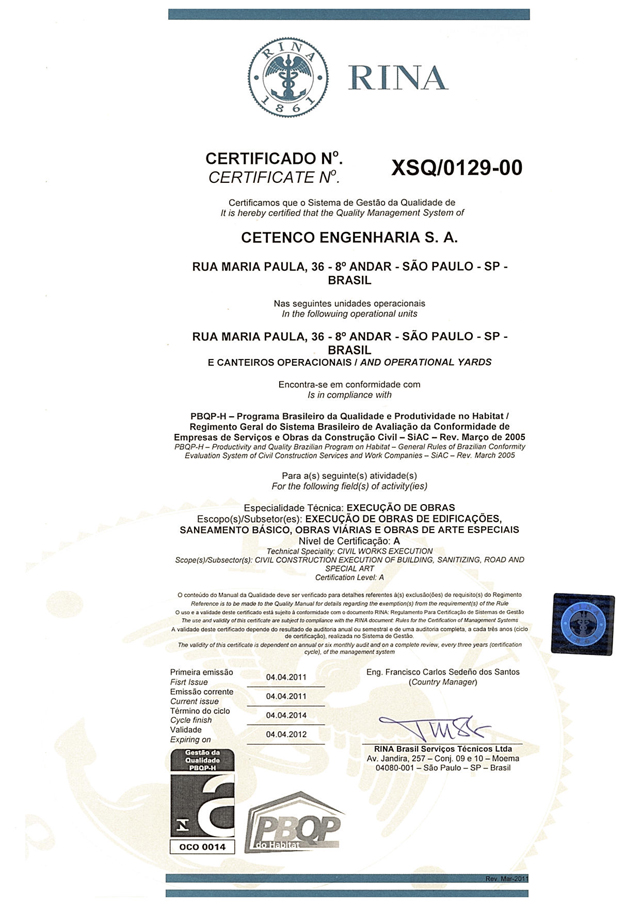 RINA
1861
RINA
CERTIFICADO Nº.
CERTIFICATE Nº.
XSQ/0129-00
Certificamos que o Sistema de Gestão da Qualidade de
It is hereby certified that the Quality Management System of
CETENCO ENGENHARIA S. A.
RUA MARIA PAULA, 36 - 8º ANDAR - SÃO PAULO - SP -
BRASIL
Nas seguintes unidades operacionais
In the followuing operational units
RUA MARIA PAULA, 36 - 8º ANDAR - SÃO PAULO - SP -
BRASIL
E CANTEIROS OPERACIONAIS / AND OPERATIONAL YARDS
Encontra-se em conformidade com
Is in compliance with
PBQP-H – Programa Brasileiro da Qualidade e Produtividade no Habitat /
Regimento Geral do Sistema Brasileiro de Avaliação da Conformidade de
Empresas de Serviços e Obras da Construção Civil – SiAC – Rev. Março de 2005
PBQP-H – Productivity and Quality Brazilian Program on Habitat – General Rules of Brazilian Conformity
Evaluation System of Civil Construction Services and Work Companies – SiAC – Rev. March 2005
Para a(s) seguinte(s) atividade(s)
For the following field(s) of activity(ies)
Especialidade Técnica: EXECUÇÃO DE OBRAS
Escopo(s)/Subsetor(es): EXECUÇÃO DE OBRAS DE EDIFICAÇÕES,
SANEAMENTO BÁSICO, OBRAS VIÁRIAS E OBRAS DE ARTE ESPECIAIS
Nível de Certificação: A
Technical Speciality: CIVIL WORKS EXECUTION
Scope(s)/Subsector(s): CIVIL CONSTRUCTION EXECUTION OF BUILDING, SANITIZING, ROAD AND
SPECIAL ART
Certification Level: A
O conteúdo do Manual da Qualidade deve ser verificado para detalhes referentes à(s) exclusão(ões) de requisito(s) do Regimento
Reference is to be made to the Quality Manual for details regarding the exemption(s) from the requirement(s) of the Rule
O uso e a validade deste certificado está sujeito à conformidade com o documento RINA: Regulamento Para Certificação de Sistemas de Gestão
The use and validity of this certificate are subject to compliance with the RINA document: Rules for the Certification of Management Systems
A validade deste certificado depende do resultado de auditoria anual ou semestral e de uma auditoria completa, a cada três anos (ciclo
de certificação), realizada no Sistema de Gestão.
The validity of this certificate is dependent on annual or six monthly audit and on a complete review, every three years (certification
cycle), of the management system
Primeira emissão
Fisrt Issue
04.04.2011
Emissão corrente
Current issue
04.04.2011
Término do ciclo
Cycle finish
04.04.2014
Validade
Expiring on
04.04.2012
Eng. Francisco Carlos Sedeño dos Santos
(Country Manager)
RINA Brasil Serviços Técnicos Ltda
Av. Jandira, 257 – Conj. 09 e 10 – Moema
04080-001 – São Paulo – SP – Brasil
Gestão da
Qualidade
PBQP-H
OCO 0014
PBQP
do Habitat
Rev. Mar-2011